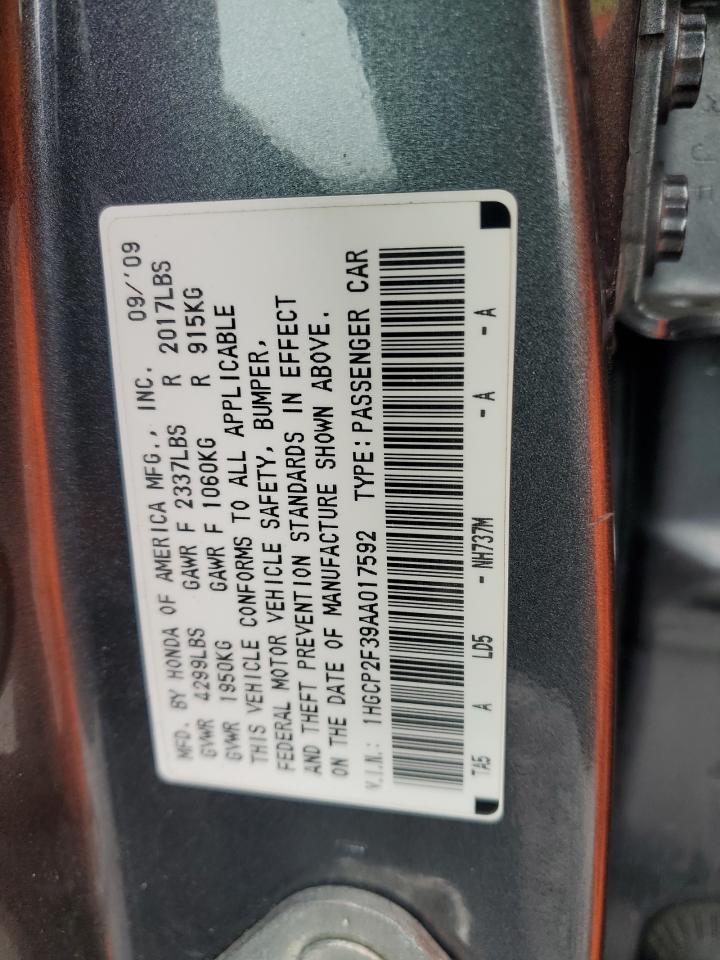 MFD. BY HONDA OF AMERICA MFG., INC. 09/'09
GVWR 4299LBS GAWR F 2337LBS R 2017LBS
GVWR 1950KG GAWR F 1060KG R 915KG
THIS VEHICLE CONFORMS TO ALL APPLICABLE
FEDERAL MOTOR VEHICLE SAFETY, BUMPER,
AND THEFT PREVENTION STANDARDS IN EFFECT
ON THE DATE OF MANUFACTURE SHOWN ABOVE.
V.I.N.: 1HGCP2F39AA017592 TYPE:PASSENGER CAR
TA5 A LD5 - NH737M - A - A